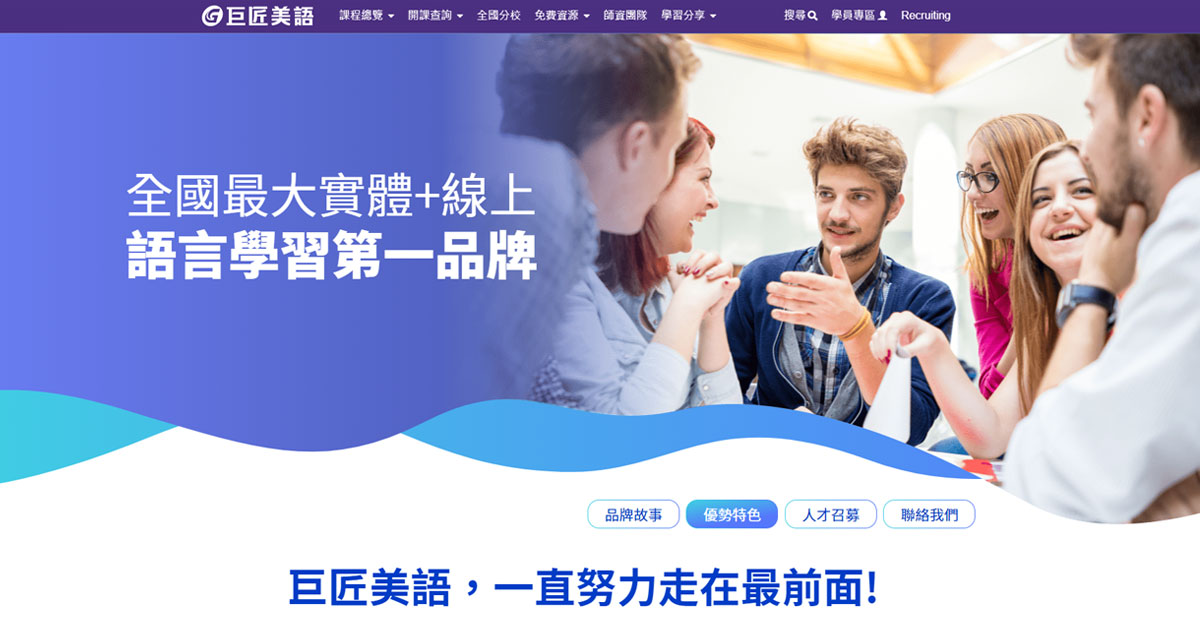 巨匠美語 課程總覽 開課查詢 全國分校 免費資源 師資團隊 學習分享 搜尋 學員專區 Recruiting
全國最大實體+線上
語言學習第一品牌
品牌故事 優勢特色 人才召募 聯絡我們
巨匠美語，一直努力走在最前面!